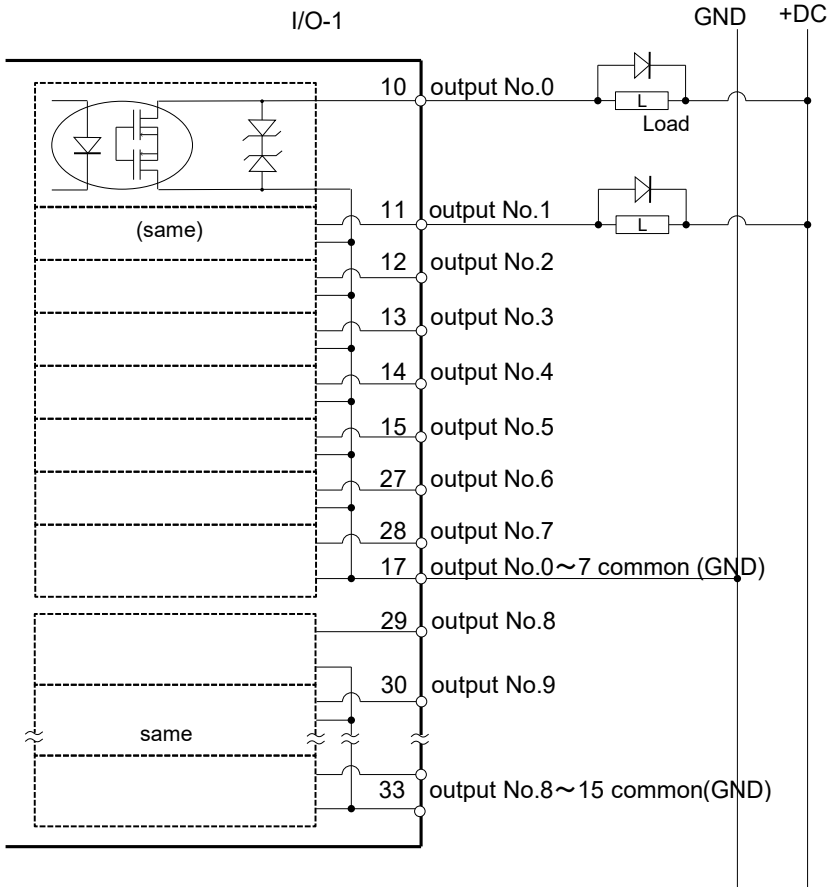 I/O-1 GND +DC
10 output No.0
L
Load
11 output No.1
(same) L
12 output No.2
13 output No.3
14 output No.4
15 output No.5
27 output No.6
28 output No.7
17 output No.0～7 common (GND)
29 output No.8
30 output No.9
same
33 output No.8～15 common(GND)